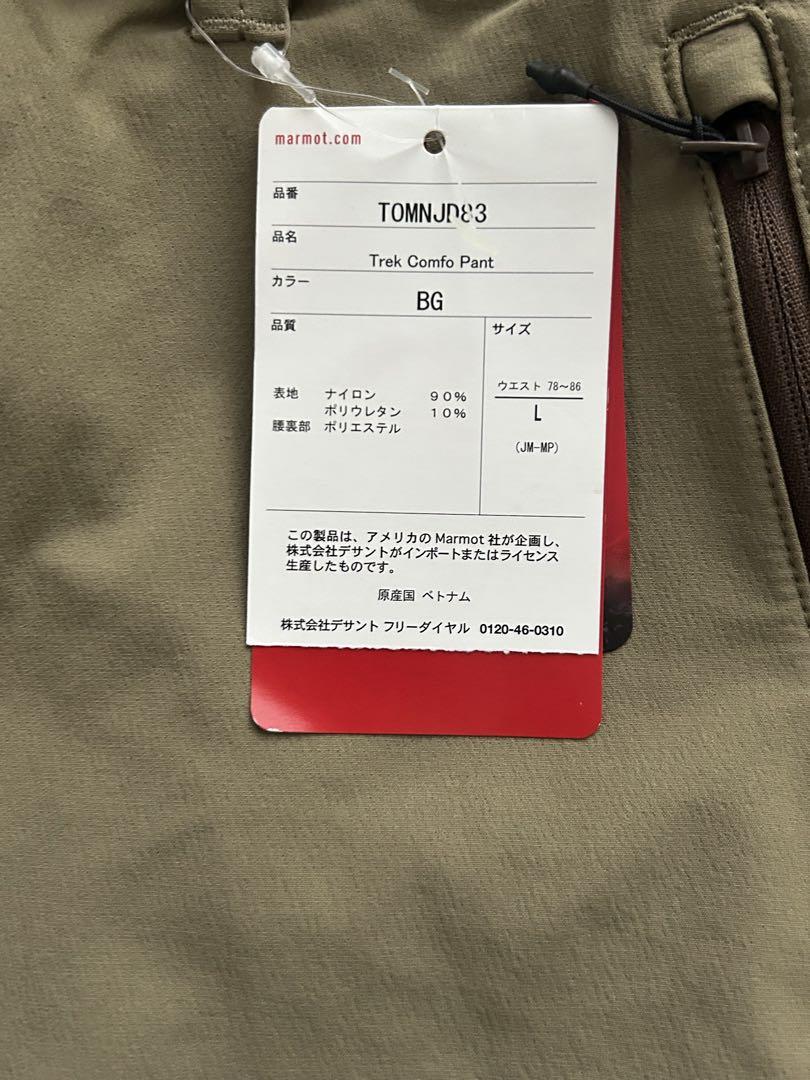 marmot.com
品番
TOMNJD83
品名
Trek Comfo Pant
カラー
BG
品質
表地 ナイロン 90%
ポリウレタン 10%
腰裏部 ポリエステル
サイズ
ウエスト 78〜86
L
(JM-MP)
この製品は、アメリカの Marmot 社が企画し、
株式会社デサントがインポートまたはライセンス
生産したものです。
原産国 ベトナム
株式会社デサント フリーダイヤル 0120-46-0310